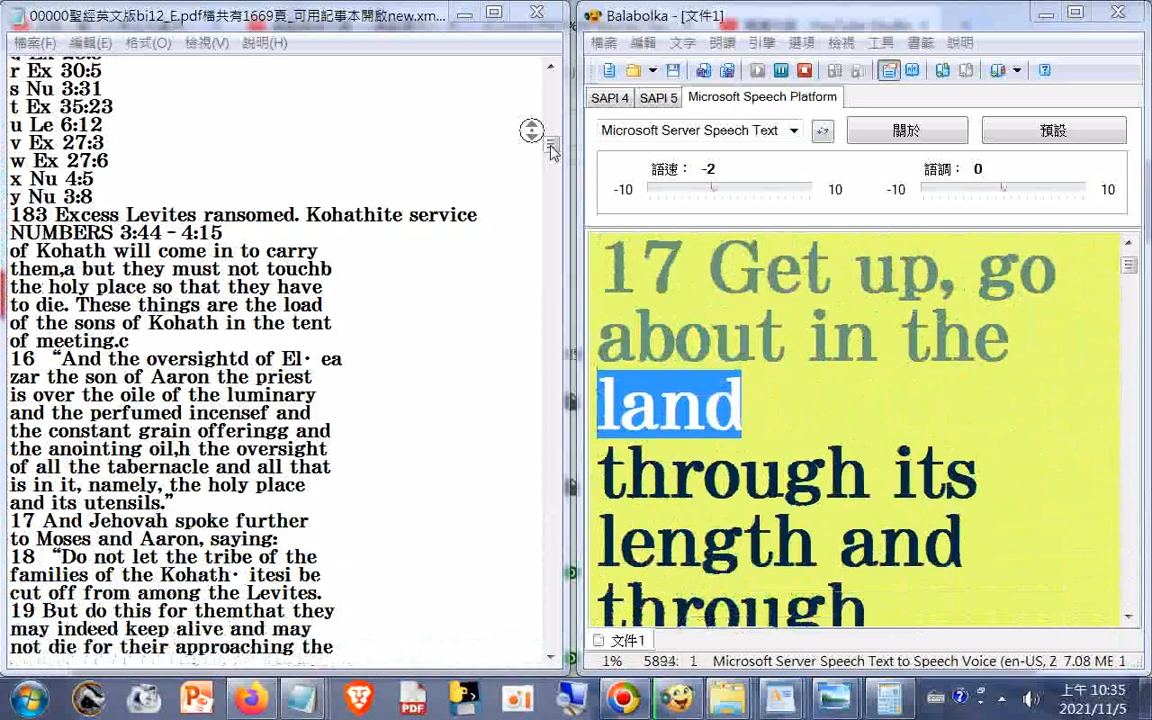 00000聖經英文版bi12_E.pdf檔共有1669頁_可用記事本開啟new.xm...
檔案(F) 編輯(E) 格式(O) 檢視(V) 說明(H)
r Ex 30:5
s Nu 3:31
t Ex 35:23
u Le 6:12
v Ex 27:3
w Ex 27:6
x Nu 4:5
y Nu 3:8
183 Excess Levites ransomed. Kohathite service
NUMBERS 3:44 - 4:15
of Kohath will come in to carry
them,a but they must not touchb
the holy place so that they have
to die. These things are the load
of the sons of Kohath in the tent
of meeting.c
16 “And the oversightd of El· ea
zar the son of Aaron the priest
is over the oile of the luminary
and the perfumed incensef and
the constant grain offeringg and
the anointing oil,h the oversight
of all the tabernacle and all that
is in it, namely, the holy place
and its utensils.”
17 And Jehovah spoke further
to Moses and Aaron, saying:
18 “Do not let the tribe of the
families of the Kohath· itesi be
cut off from among the Levites.
19 But do this for themthat they
may indeed keep alive and may
not die for their approaching the
Balabolka - [文件1]
檔案 編輯 文字 朗讀 引擎 選項 檢視 工具 書籤 說明
SAPI 4 SAPI 5 Microsoft Speech Platform
Microsoft Server Speech Text 關於 預設
語速： -2 語調： 0
-10 10 -10 10
17 Get up, go
about in the
land
through its
length and
through
文件1
1% 5894: 1 Microsoft Server Speech Text to Speech Voice (en-US, Z 7.08 ME 1
PDF
上午 10:35
2021/11/5